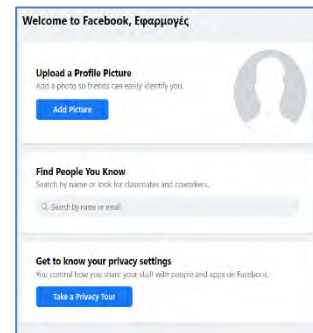 Welcome to Facebook, Εφαρμογές
Upload a Profile Picture
Add a photo so friends can easily identify you.
Add Picture
Find People You Know
Search by name or look for classmates and coworkers.
Search by name or email
Get to know your privacy settings
You control how you share your stuff with people and apps on Facebook.
Take a Privacy Tour